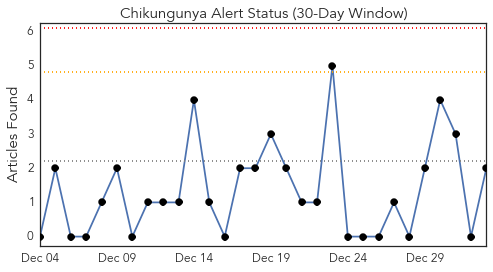 Chikungunya Alert Status (30-Day Window)
Articles Found
6
5
4
3
2
1
0
Dec 04 Dec 09 Dec 14 Dec 19 Dec 24 Dec 29